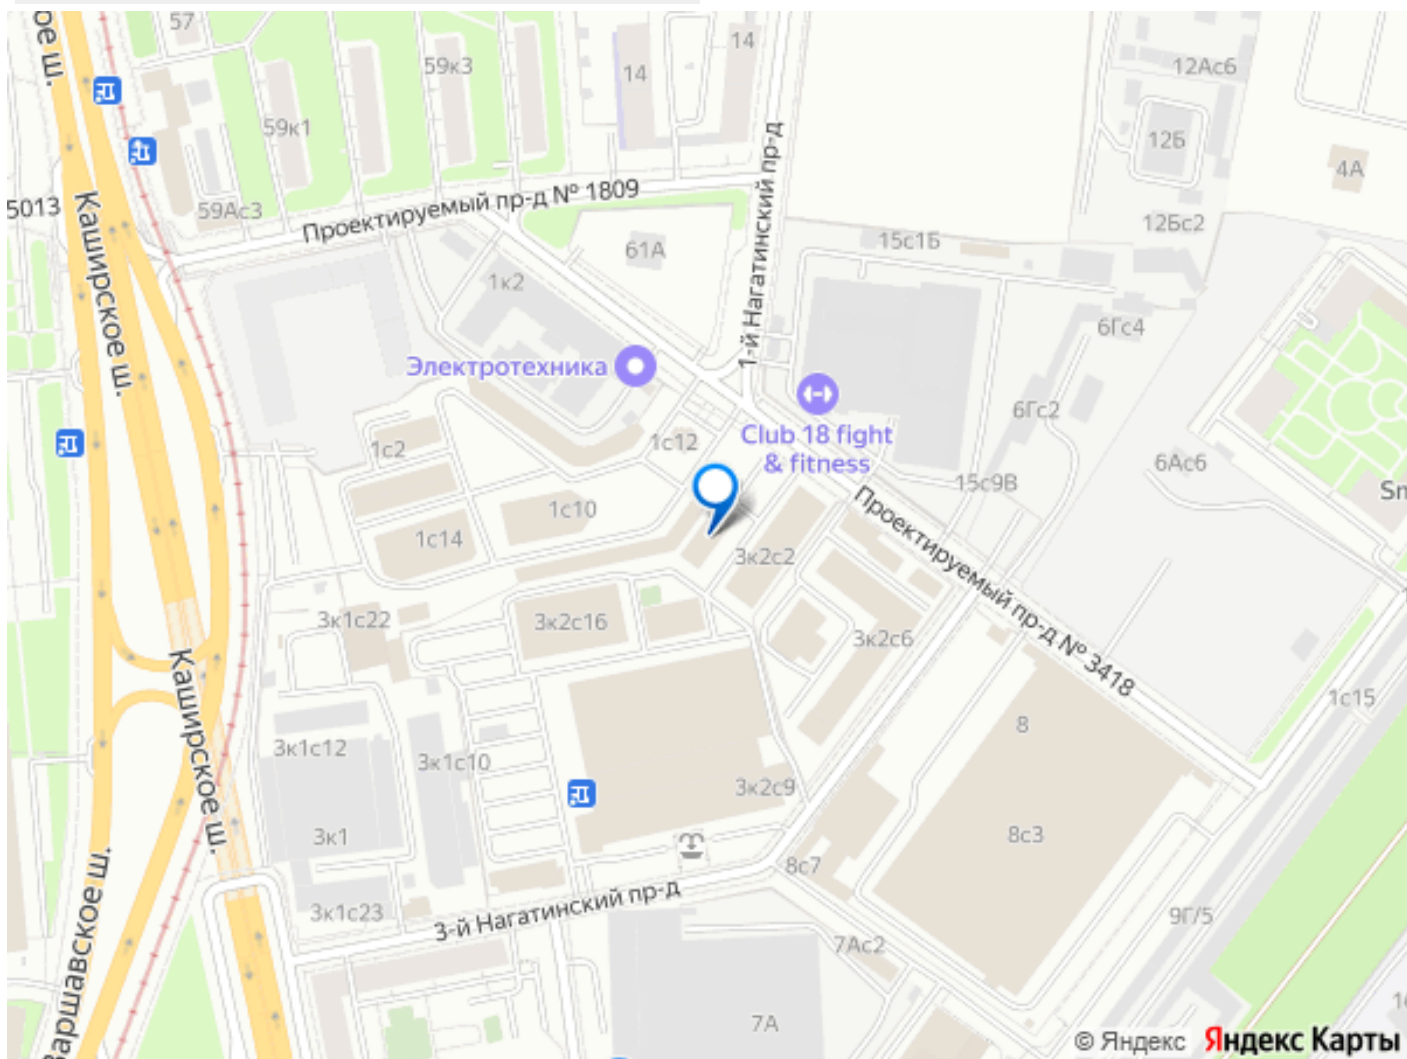 ое ш.
57
59к3
14
14
12Ас6
59к1
12Б
4А
5013
59Ас3
Проектируемый пр-д № 1809
1-й Нагатинский пр-д
12Бс2
Каширское ш.
61А
15с1Б
1к2
6Гс4
Электротехника
6Гс2
Club 18 fight
& fitness
1с2
1с12
6Ас6
15с9В
Sn
1с10
1с14
3к2с2
Проектируемый пр-д № 3418
3к1с22
3к2с16
3к2с6
Каширское ш.
1с15
8
3к1с12
3к1с10
3к2с9
3к1
8с3
8с7
3к1с23
3-й Нагатинский пр-д
9Г/5
7Ас2
Варшавское ш.
7А
© Яндекс Яндекс Карты